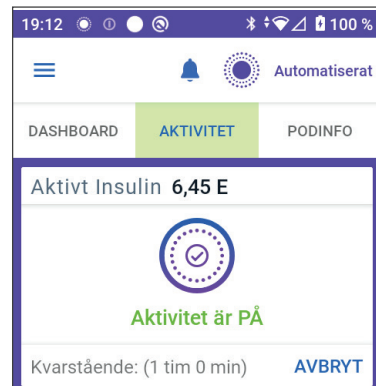 19:12 100 %
Automatiserat
DASHBOARD AKTIVITET PODINFO
Aktivt Insulin 6,45 E
Aktivitet är PÅ
Kvarstående: (1 tim 0 min) AVBRYT